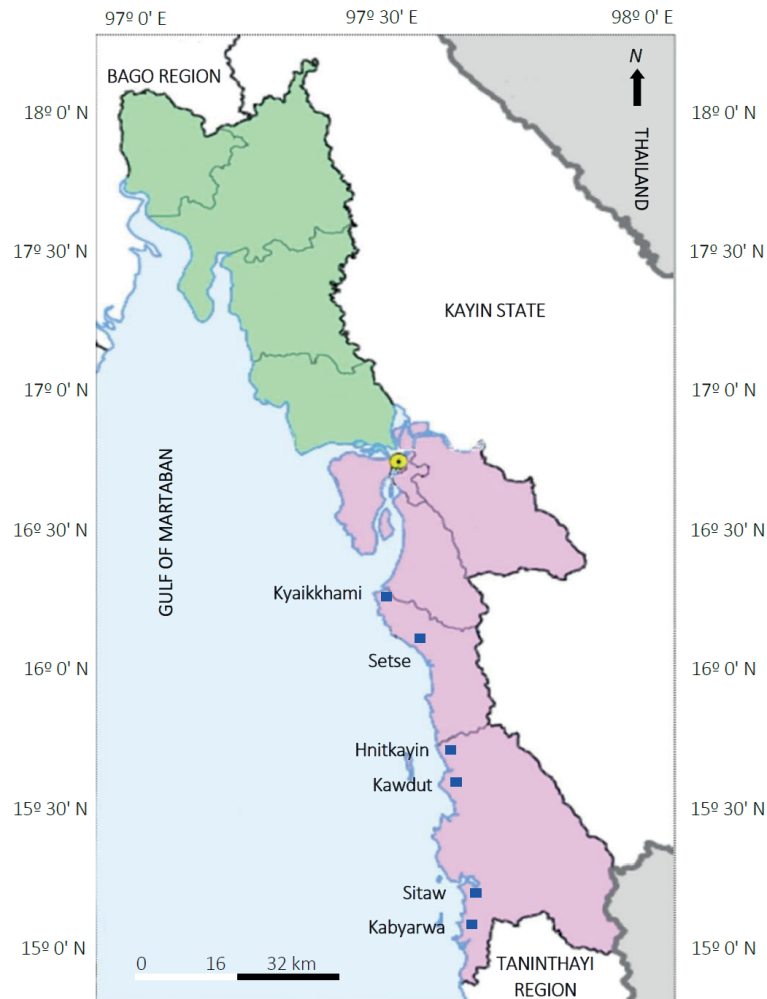 97º 0' E 97º 30' E 98º 0' E
N
BAGO REGION
18º 0' N 18º 0' N
THAILAND
17º 30' N 17º 30' N
KAYIN STATE
17º 0' N 17º 0' N
GULF OF MARTABAN
16º 30' N 16º 30' N
Kyaikkhami
Setse
16º 0' N 16º 0' N
Hnitkayin
Kawdut
15º 30' N 15º 30' N
Sitaw
Kabyarwa
15º 0' N 15º 0' N
0 16 32 km
TANINTHAYI
REGION